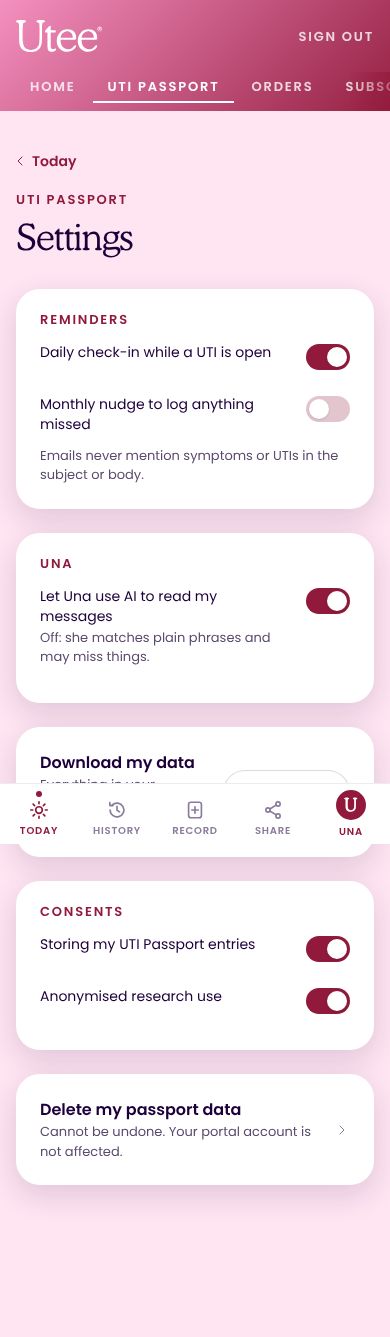 Utee®
SIGN OUT
HOME
UTI PASSPORT
ORDERS
Today
UTI PASSPORT
Settings
REMINDERS
Daily check-in while a UTI is open
Monthly nudge to log anything
missed
Emails never mention symptoms or UTIs in the
subject or body.
UNA
Let Una use AI to read my
messages
Off: she matches plain phrases and
may miss things.
Download my data
Everything in your
TODAY
HISTORY
RECORD
SHARE
U
UNA
CONSENTS
Storing my UTI Passport entries
Anonymised research use
Delete my passport data
Cannot be undone. Your portal account is
not affected.